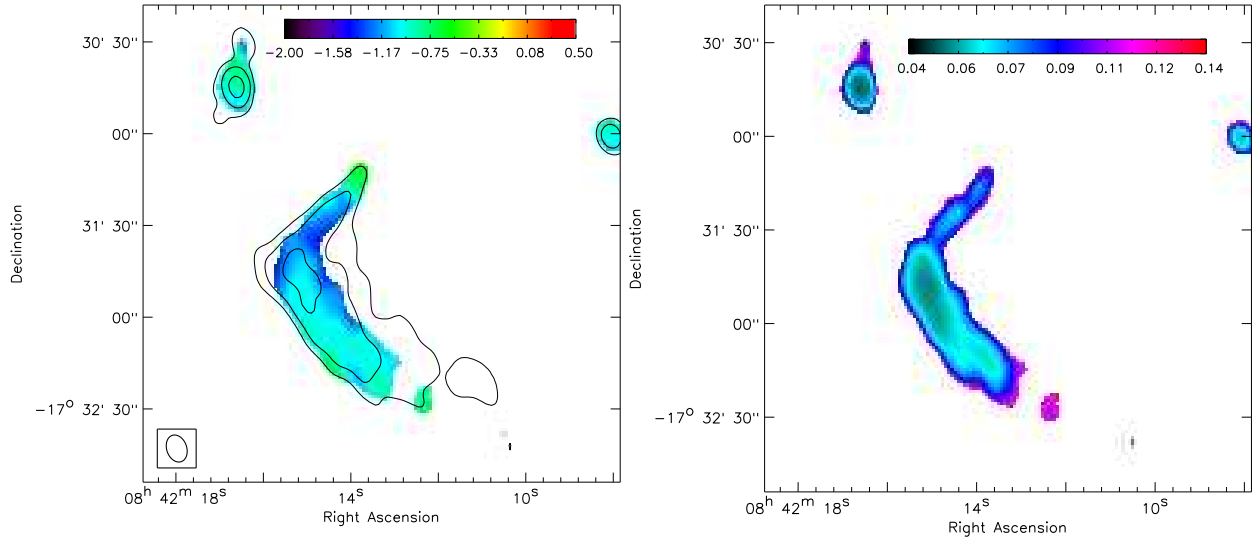 30' 30''
−2.00 −1.58 −1.17 −0.75 −0.33 0.08 0.50
00''
31' 30''
00''
−17° 32' 30''
Declination
08ʰ 42ᵐ 18ˢ 14ˢ 10ˢ
Right Ascension
30' 30''
0.04 0.06 0.07 0.09 0.11 0.12 0.14
00''
31' 30''
00''
−17° 32' 30''
Declination
08ʰ 42ᵐ 18ˢ 14ˢ 10ˢ
Right Ascension